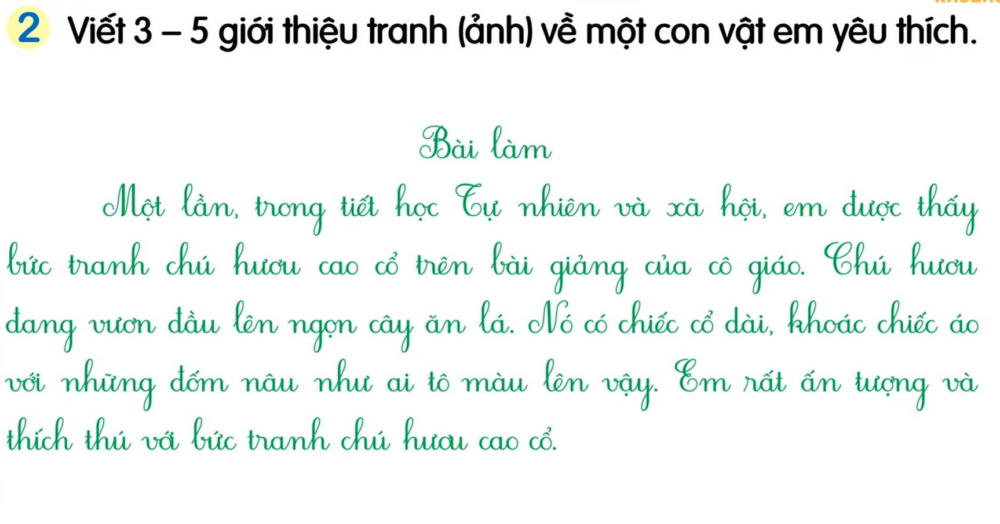 2 Viết 3 – 5 giới thiệu tranh (ảnh) về một con vật em yêu thích.
Bài làm
Một lần, trong tiết học Tự nhiên và xã hội, em được thấy
bức tranh chú hươu cao cổ trên bài giảng của cô giáo. Chú hươu
đang vươn đầu lên ngọn cây ăn lá. Nó có chiếc cổ dài, khoác chiếc áo
với những đốm nâu như ai tô màu lên vậy. Em rất ấn tượng và
thích thú với bức tranh chú hươu cao cổ.